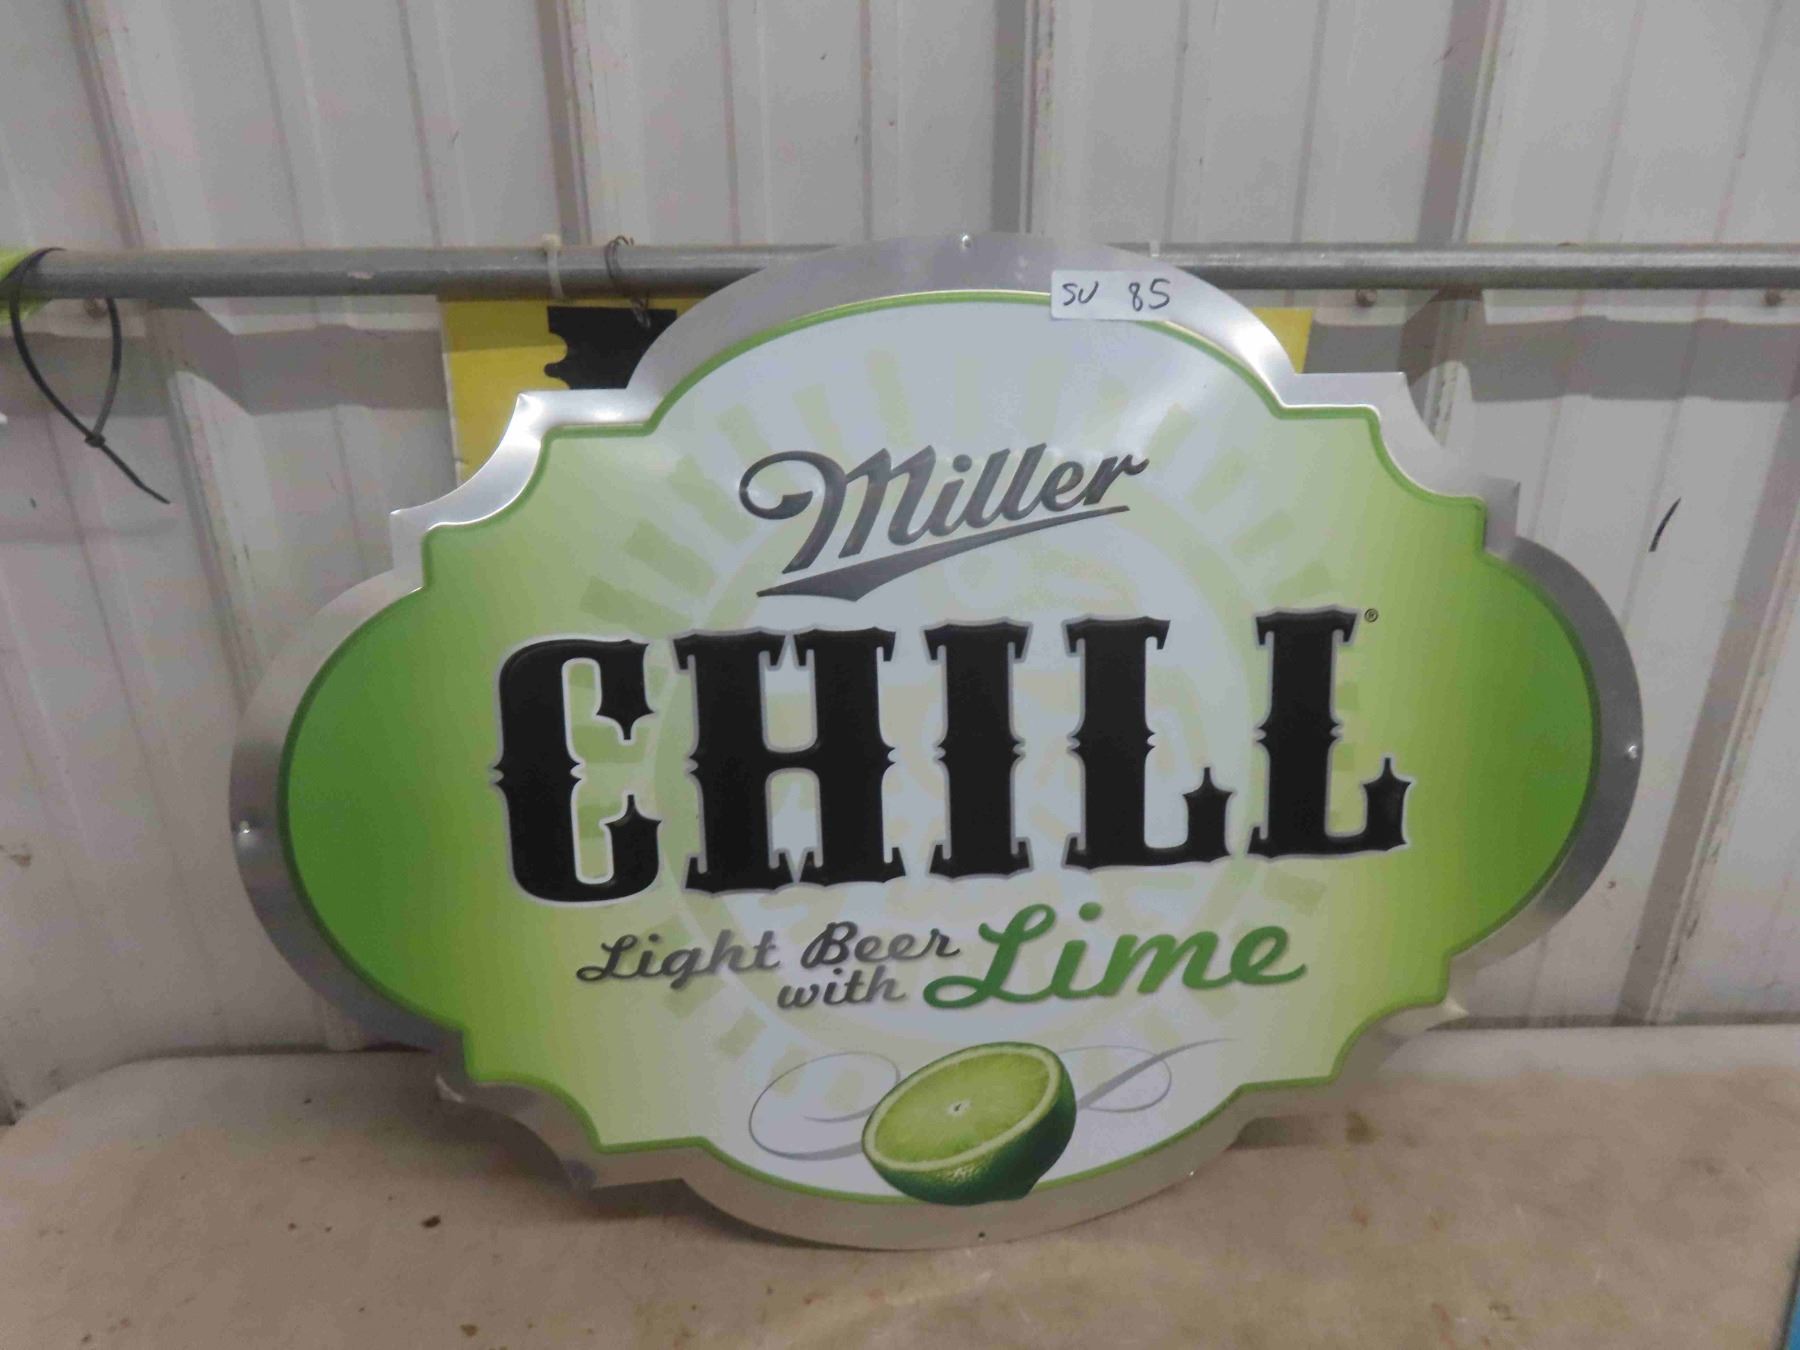 SU 85
Miller
CHILL®
Light Beer
with Lime